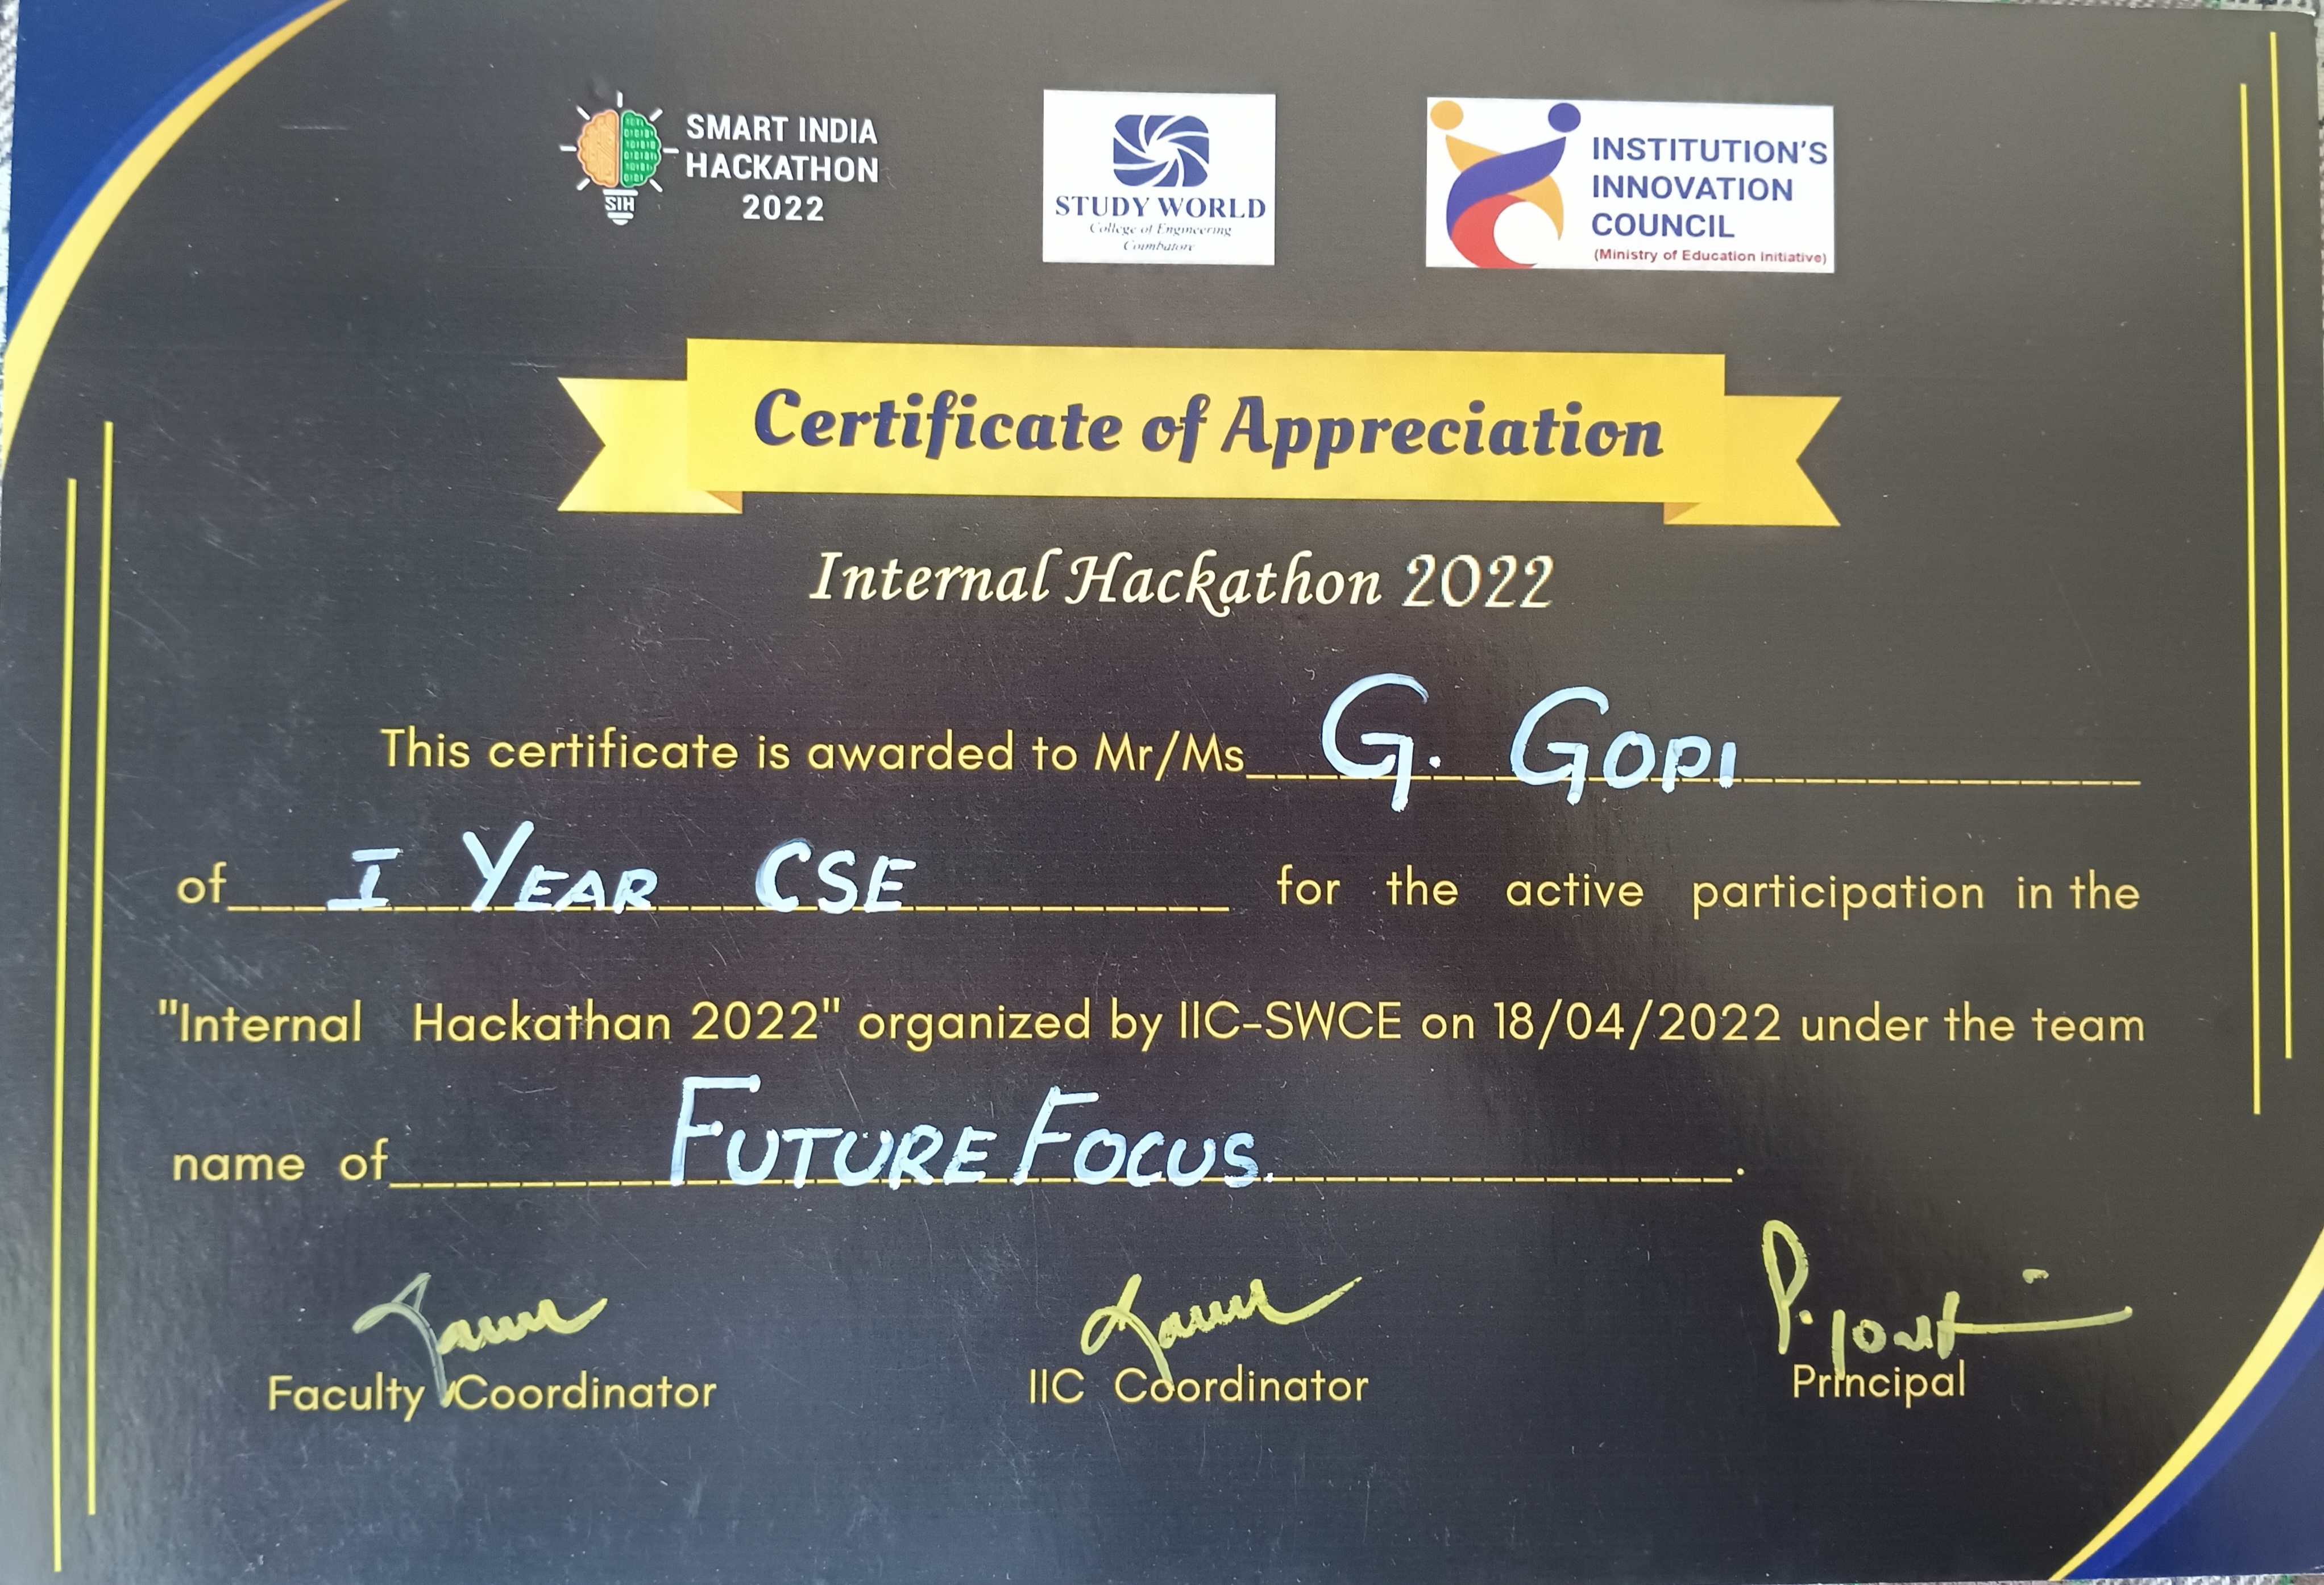 SMART INDIA
HACKATHON
2022
SIH
STUDY WORLD
College of Engineering
Coimbatore
INSTITUTION'S
INNOVATION
COUNCIL
(Ministry of Education Initiative)
Certificate of Appreciation
Internal Hackathon 2022
This certificate is awarded to Mr/Ms G. GOPI
of I YEAR CSE for the active participation in the
"Internal Hackathan 2022" organized by IIC-SWCE on 18/04/2022 under the team
name of FUTURE FOCUS. .
Faculty Coordinator IIC Coordinator Principal